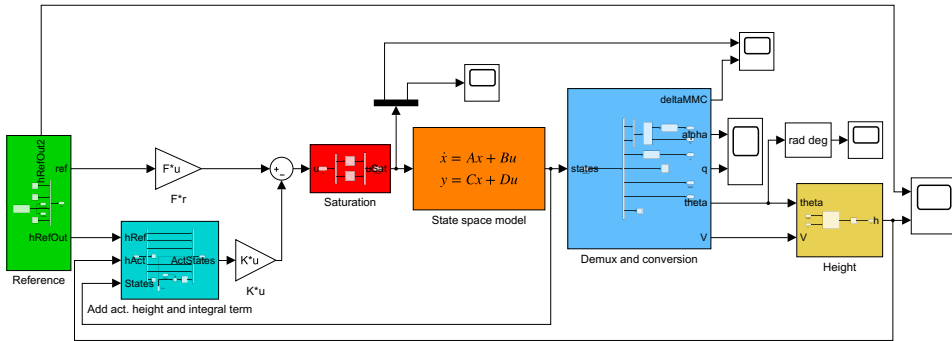 deltaMMC
hRefOut2
alpha
rad deg
ref
F*u
+
−
u
uSat
ẋ = Ax + Bu
y = Cx + Du
states
q
F*r
Saturation
State space model
theta
theta
h
hRefOut
hRef
V
V
hAct
ActStates
K*u
Demux and conversion
Height
Reference
States
K*u
Add act. height and integral term